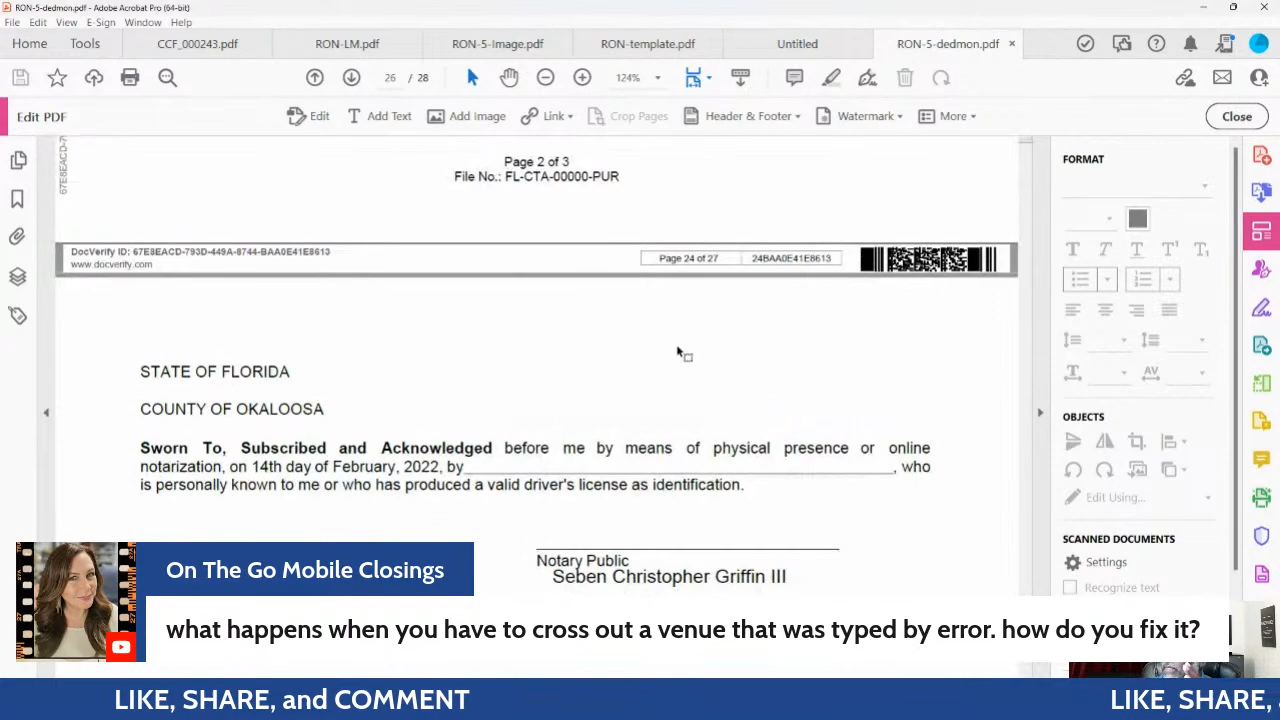 RON-5-dedmon.pdf - Adobe Acrobat Pro (64-bit)
File Edit View E-Sign Window Help
Home Tools CCF_000243.pdf RON-LM.pdf RON-5-Image.pdf RON-template.pdf Untitled RON-5-dedmon.pdf ×
26 / 28 124%
Edit PDF Edit Add Text Add Image Link Crop Pages Header & Footer Watermark More Close
Page 2 of 3
File No.: FL-CTA-00000-PUR
DocVerify ID: 67E8EACD-793D-449A-8744-BAA0E41E8613
www.docverify.com
Page 24 of 27 24BAA0E41E8613
STATE OF FLORIDA
COUNTY OF OKALOOSA
Sworn To, Subscribed and Acknowledged before me by means of physical presence or online
notarization, on 14th day of February, 2022, by , who
is personally known to me or who has produced a valid driver's license as identification.
Notary Public
Seben Christopher Griffin III
FORMAT
OBJECTS
Edit Using...
SCANNED DOCUMENTS
Settings
Recognize text
On The Go Mobile Closings
what happens when you have to cross out a venue that was typed by error. how do you fix it?
LIKE, SHARE, and COMMENT LIKE, SHARE,